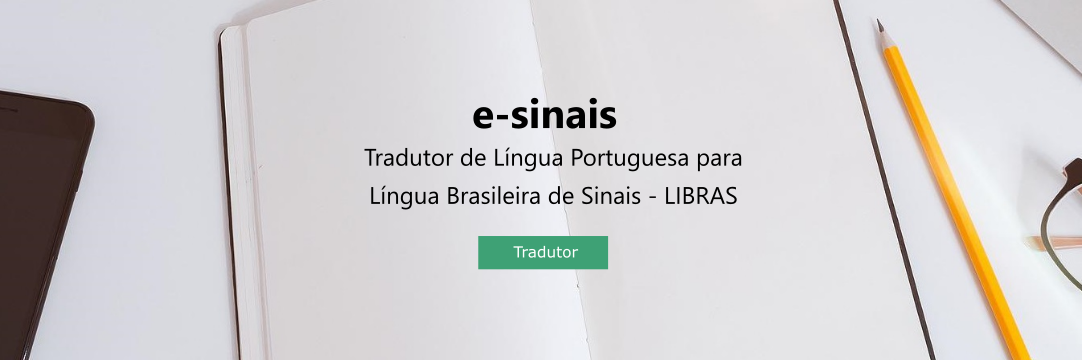 e-sinais
Tradutor de Língua Portuguesa para
Língua Brasileira de Sinais - LIBRAS
Tradutor